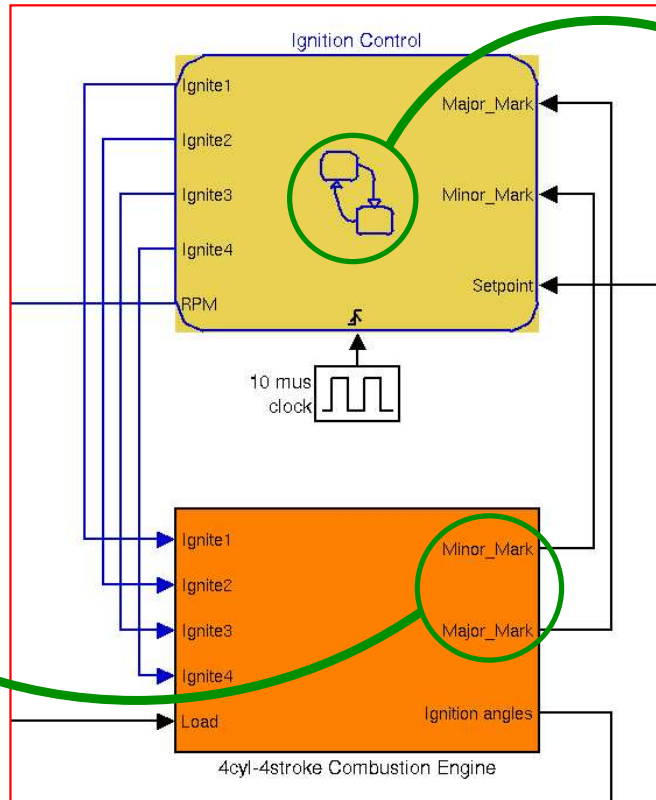 Ignition Control
Ignite1
Major_Mark
Ignite2
Ignite3
Minor_Mark
Ignite4
Setpoint
RPM
10 mus
clock
Ignite1
Minor_Mark
Ignite2
Ignite3
Major_Mark
Ignite4
Load
Ignition angles
4cyl-4stroke Combustion Engine